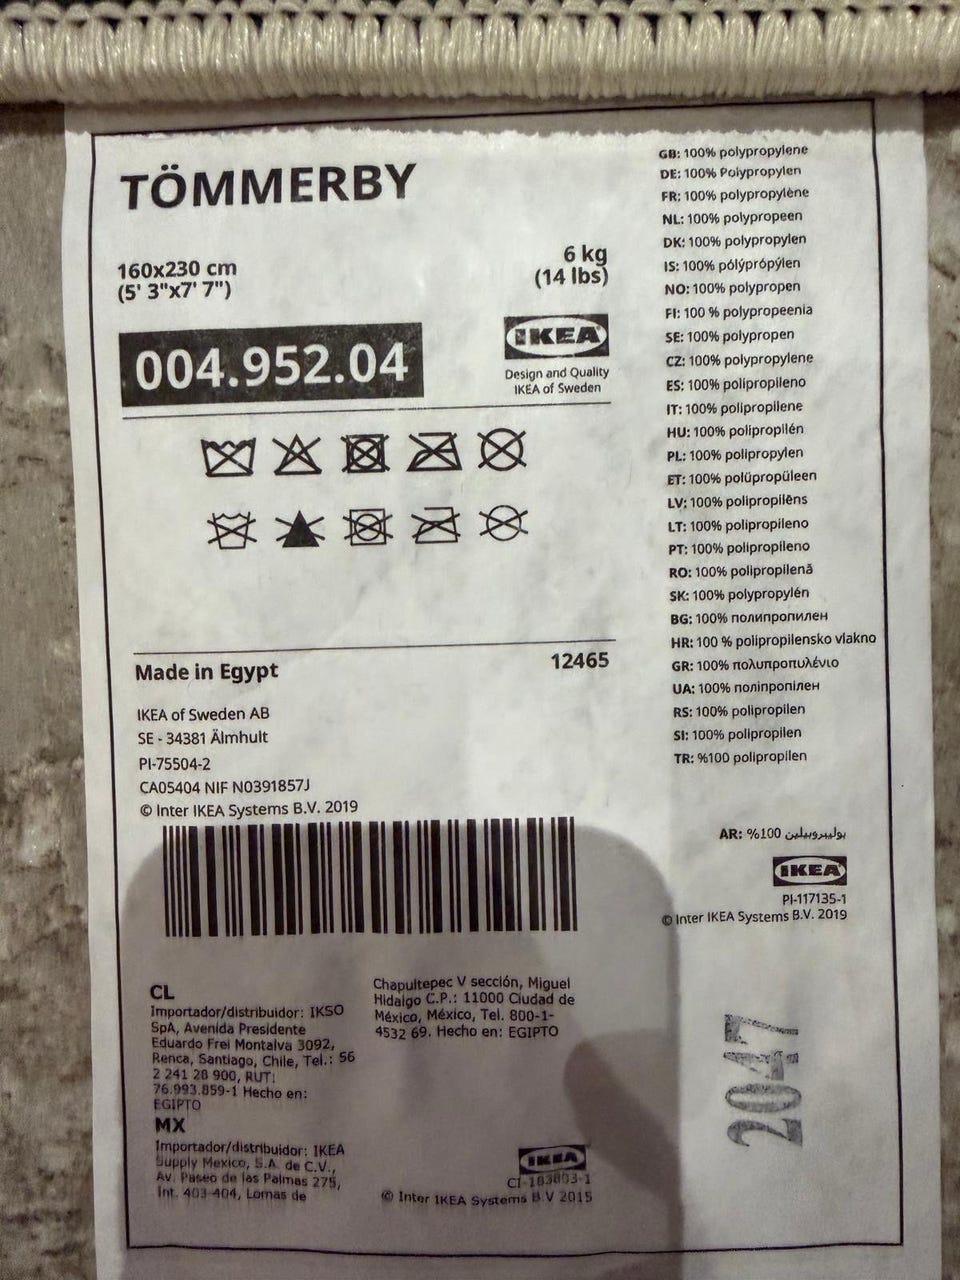 TÖMMERBY
160x230 cm
(5' 3"x7' 7")
6 kg
(14 lbs)
004.952.04
IKEA
Design and Quality
IKEA of Sweden
Made in Egypt
12465
IKEA of Sweden AB
SE - 34381 Älmhult
PI-75504-2
CA05404 NIF N0391857J
© Inter IKEA Systems B.V. 2019
CL
Importador/distribuidor: IKSO
SpA, Avenida Presidente
Eduardo Frei Montalva 3092,
Renca, Santiago, Chile, Tel.: 56
2 241 28 900, RUT:
76.993.859-1 Hecho en:
EGIPTO
MX
Importador/distribuidor: IKEA
Supply Mexico, S.A. de C.V.,
Av. Paseo de las Palmas 275,
Int. 403-404, Lomas de
Chapultepec V sección, Miguel
Hidalgo C.P.: 11000 Ciudad de
México, México, Tel. 800-1-
4532 69. Hecho en: EGIPTO
IKEA
CI-183803-1
© Inter IKEA Systems B V 2015
GB: 100% polypropylene
DE: 100% Polypropylen
FR: 100% polypropylène
NL: 100% polypropeen
DK: 100% polypropylen
IS: 100% pólýprópýlen
NO: 100% polypropen
FI: 100 % polypropeenia
SE: 100% polypropen
CZ: 100% polypropylene
ES: 100% polipropileno
IT: 100% polipropilene
HU: 100% polipropilén
PL: 100% polipropylen
ET: 100% polüpropüleen
LV: 100% polipropilēns
LT: 100% polipropileno
PT: 100% polipropileno
RO: 100% polipropilenă
SK: 100% polypropylén
BG: 100% полипропилен
HR: 100 % polipropilensko vlakno
GR: 100% πολυπροπυλένιο
UA: 100% поліпропілен
RS: 100% polipropilen
SI: 100% polipropilen
TR: %100 polipropilen
AR: %100 بوليبروبيلين
IKEA
PI-117135-1
© Inter IKEA Systems B.V. 2019
2047